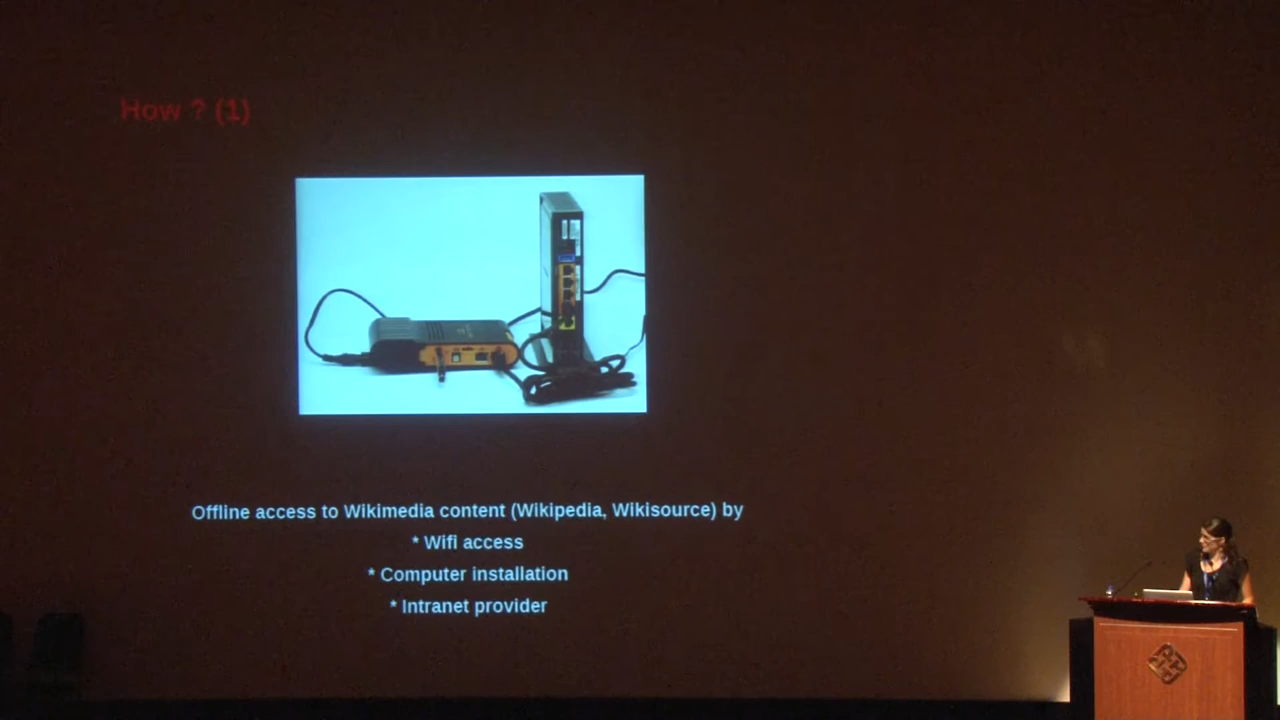 How ? (1)
Offline access to Wikimedia content (Wikipedia, Wikisource) by
* Wifi access
* Computer installation
* Intranet provider